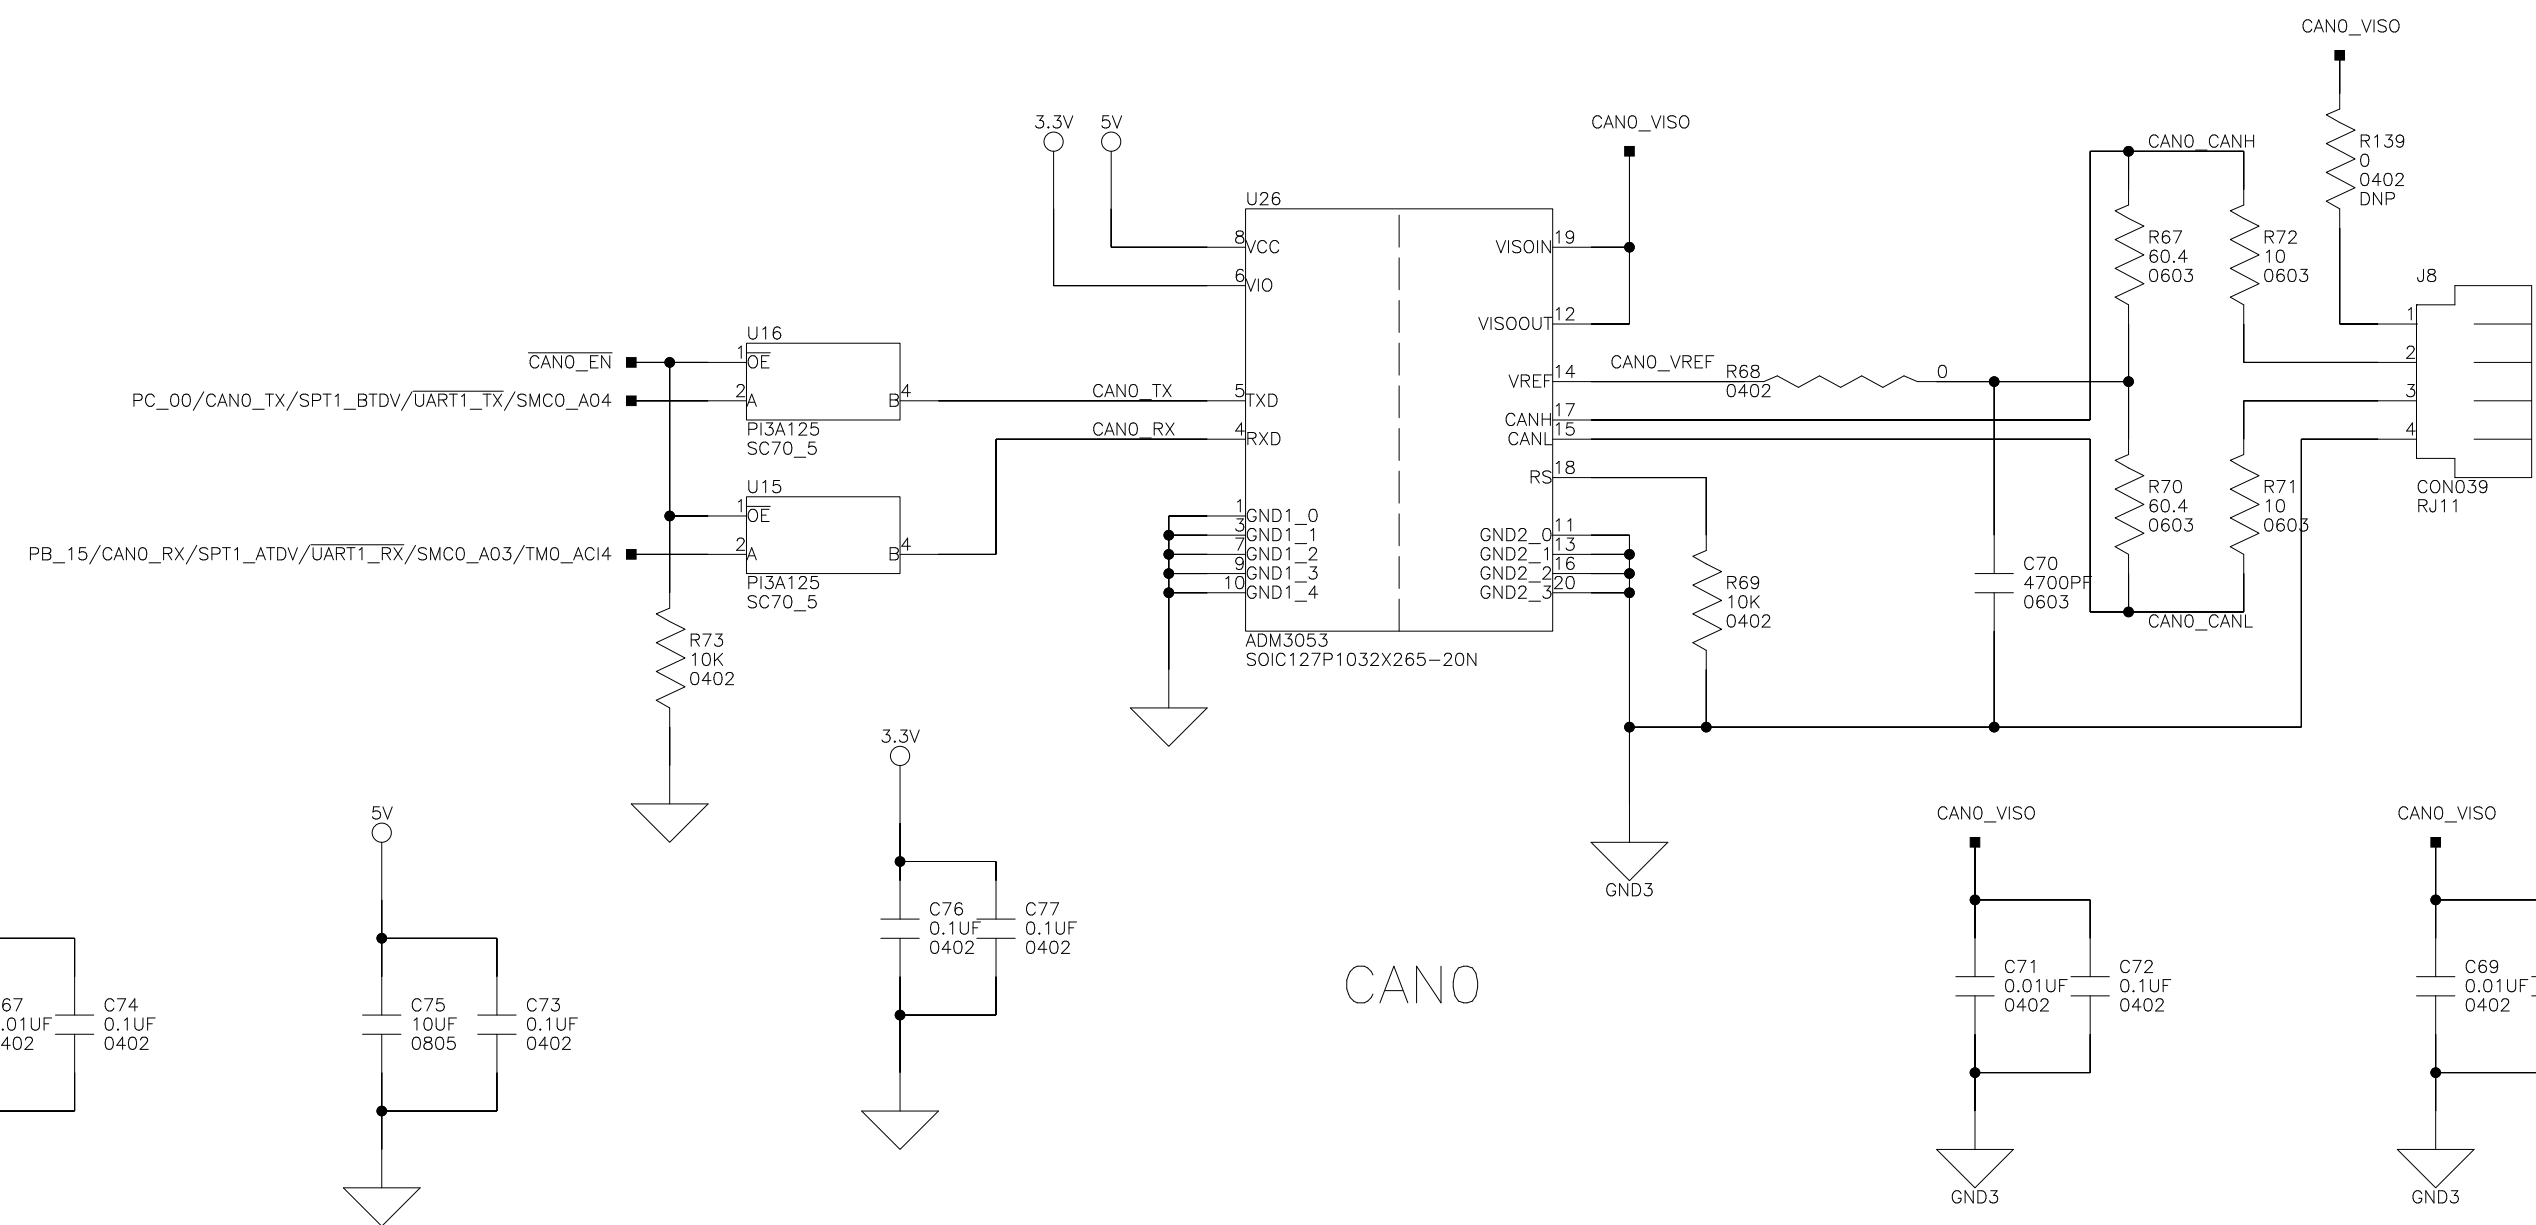 CAN0_VISO
3.3V
5V
CAN0_VISO
CAN0_CANH
R139
0
0402
DNP
U26
8
VCC
6
VIO
VISOIN
19
VISOOUT
12
R67
60.4
0603
R72
10
0603
J8
1
2
3
4
CON039
RJ11
U16
CAN0_EN
1
OE
PC_00/CAN0_TX/SPT1_BTDV/UART1_TX/SMC0_A04
2
A
B
4
PI3A125
SC70_5
CAN0_TX
5
TXD
CAN0_RX
4
RXD
VREF
14
CAN0_VREF
R68
0402
0
CANH
17
CANL
15
RS
18
U15
1
OE
PB_15/CAN0_RX/SPT1_ATDV/UART1_RX/SMC0_A03/TM0_ACI4
2
A
B
4
PI3A125
SC70_5
1
GND1_0
3
GND1_1
7
GND1_2
9
GND1_3
10
GND1_4
GND2_0
11
GND2_1
13
GND2_2
16
GND2_3
20
ADM3053
SOIC127P1032X265-20N
R73
10K
0402
R69
10K
0402
C70
4700PF
0603
R70
60.4
0603
R71
10
0603
CAN0_CANL
3.3V
5V
GND3
CAN0_VISO
CAN0_VISO
C76
0.1UF
0402
C77
0.1UF
0402
CAN0
67
.01UF
402
C74
0.1UF
0402
C75
10UF
0805
C73
0.1UF
0402
C71
0.01UF
0402
C72
0.1UF
0402
C69
0.01UF
0402
GND3
GND3